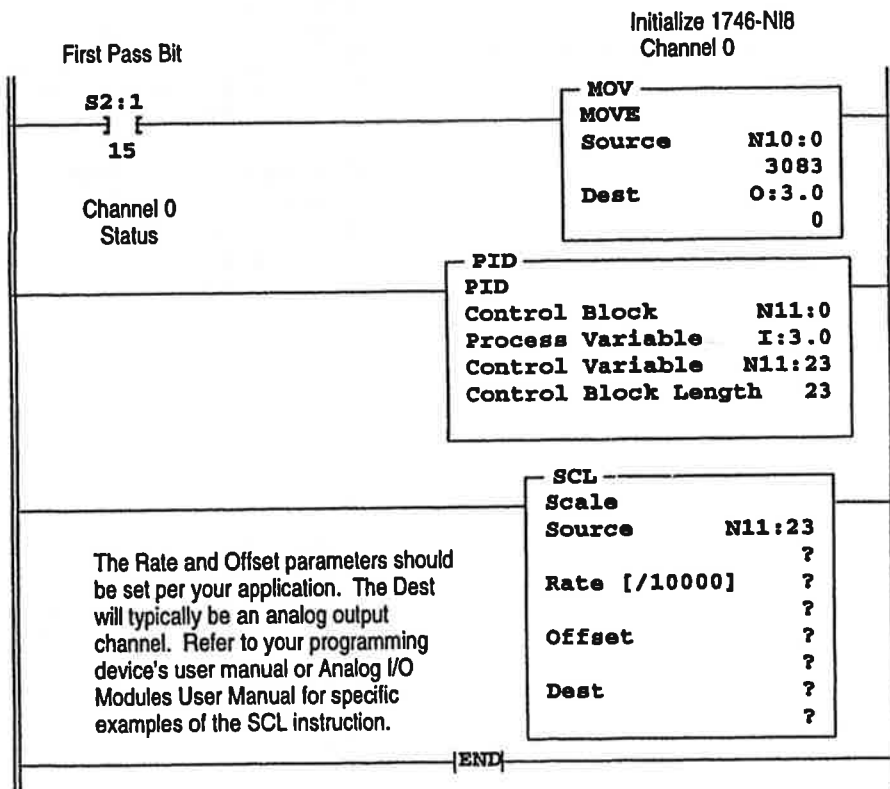 Initialize 1746-NI8
Channel 0
First Pass Bit
S2:1
] [
15
MOV
MOVE
Source N10:0
3083
Dest O:3.0
0
Channel 0
Status
PID
PID
Control Block N11:0
Process Variable I:3.0
Control Variable N11:23
Control Block Length 23
SCL
Scale
Source N11:23
?
Rate [/10000] ?
?
Offset ?
?
Dest ?
?
The Rate and Offset parameters should
be set per your application. The Dest
will typically be an analog output
channel. Refer to your programming
device's user manual or Analog I/O
Modules User Manual for specific
examples of the SCL instruction.
END